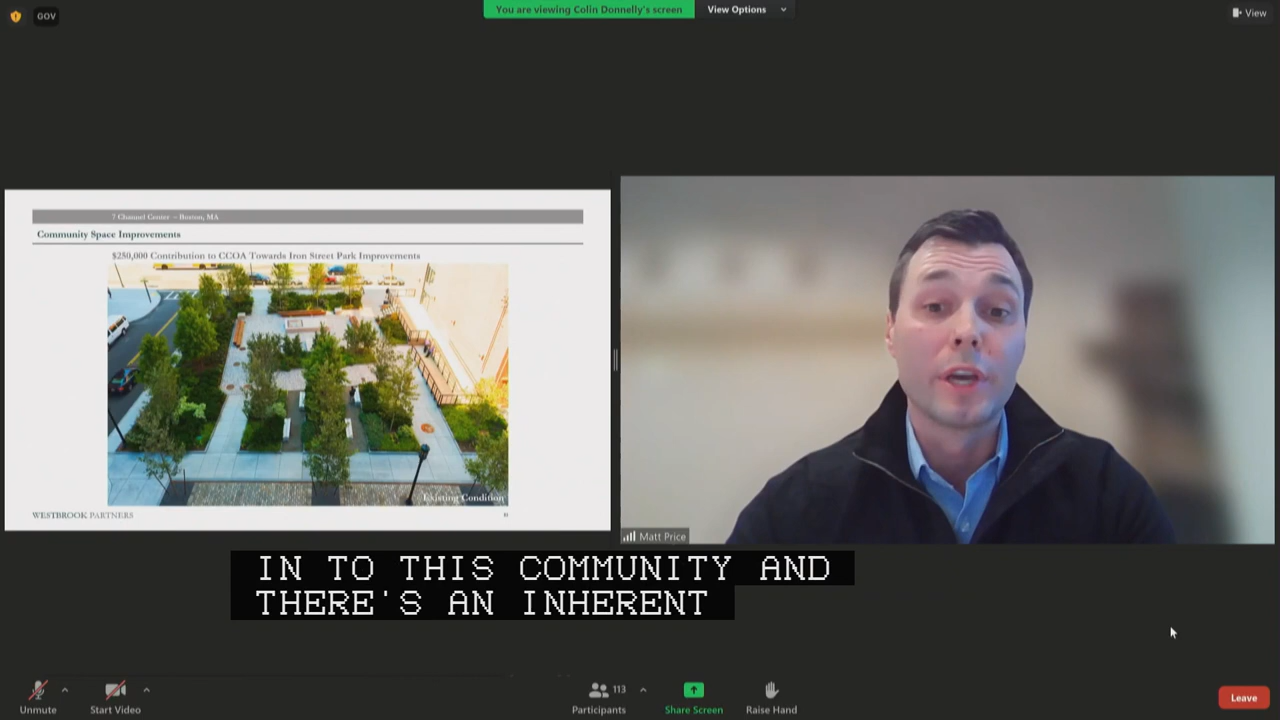 GOV
You are viewing Colin Donnelly's screen
View Options
View
7 Channel Center – Boston, MA
Community Space Improvements
$250,000 Contribution to CCOA Towards Iron Street Park Improvements
Existing Condition
WESTBROOK PARTNERS
Matt Price
IN TO THIS COMMUNITY AND
THERE'S AN INHERENT
Unmute
Start Video
113
Participants
Share Screen
Raise Hand
Leave